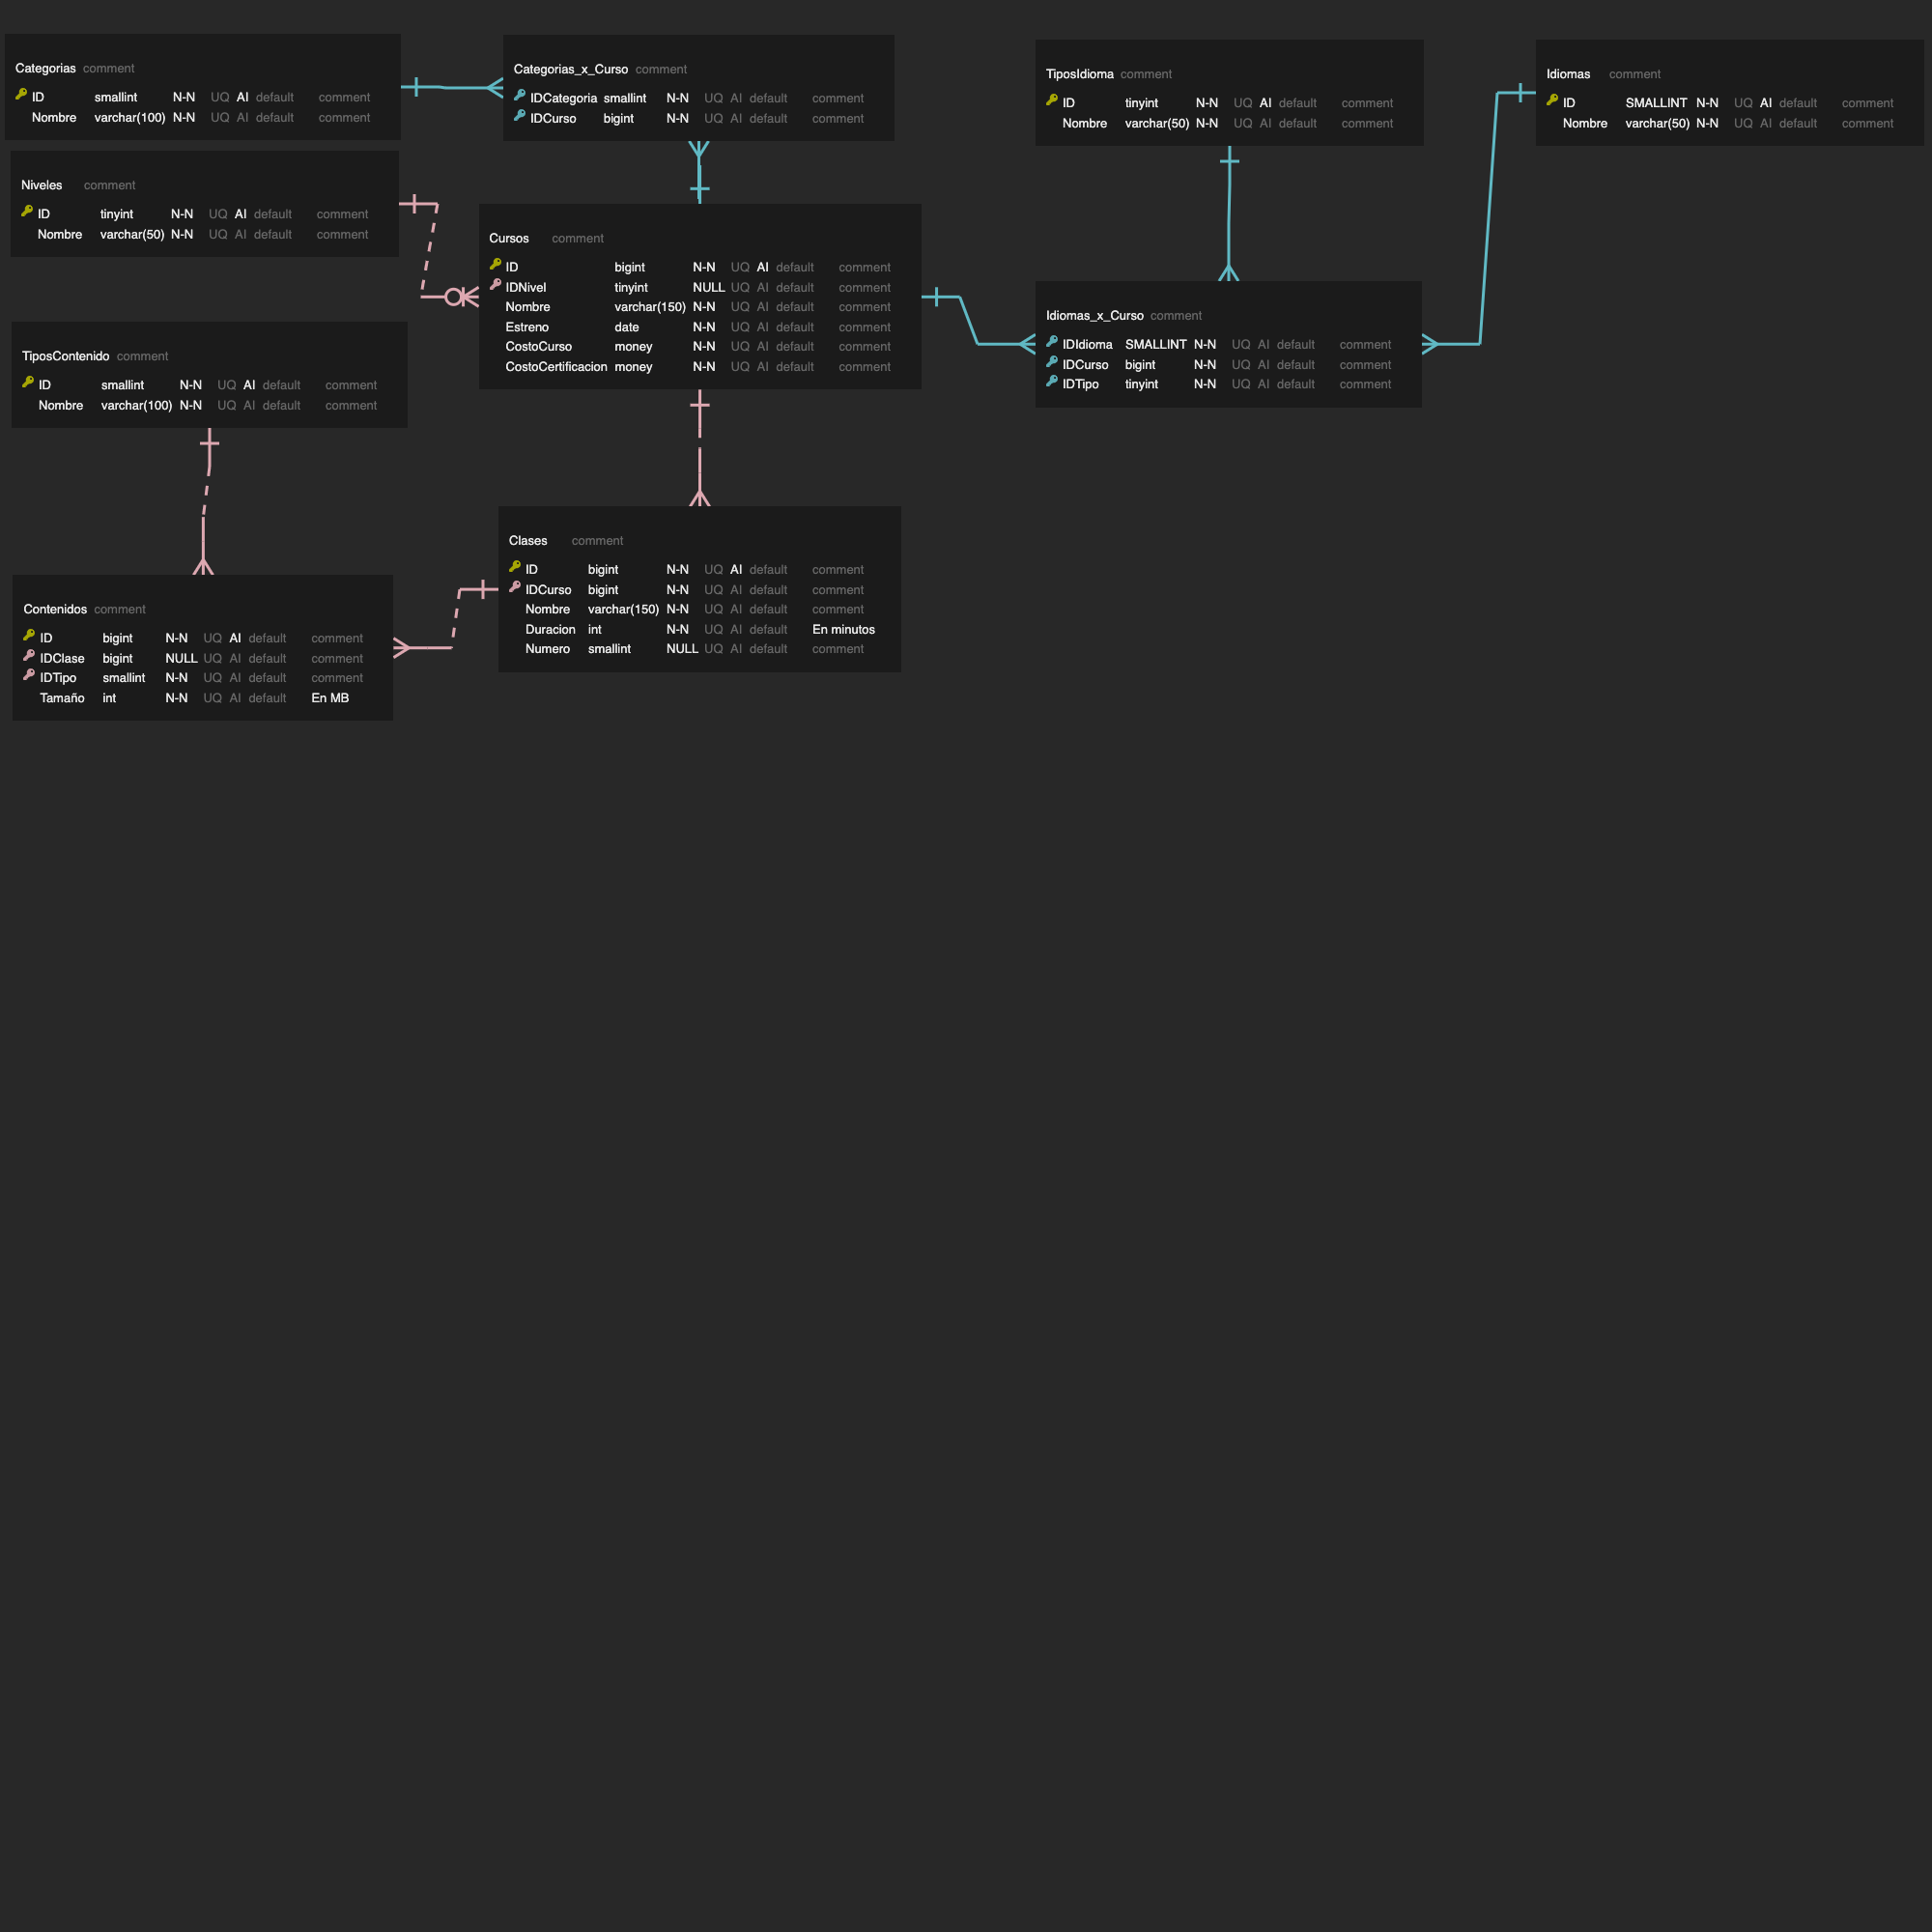 Categorias comment
ID smallint N-N UQ AI default comment
Nombre varchar(100) N-N UQ AI default comment
Categorias_x_Curso comment
IDCategoria smallint N-N UQ AI default comment
IDCurso bigint N-N UQ AI default comment
TiposIdioma comment
ID tinyint N-N UQ AI default comment
Nombre varchar(50) N-N UQ AI default comment
Idiomas comment
ID SMALLINT N-N UQ AI default comment
Nombre varchar(50) N-N UQ AI default comment
Niveles comment
ID tinyint N-N UQ AI default comment
Nombre varchar(50) N-N UQ AI default comment
Cursos comment
ID bigint N-N UQ AI default comment
IDNivel tinyint NULL UQ AI default comment
Nombre varchar(150) N-N UQ AI default comment
Estreno date N-N UQ AI default comment
CostoCurso money N-N UQ AI default comment
CostoCertificacion money N-N UQ AI default comment
Idiomas_x_Curso comment
IDIdioma SMALLINT N-N UQ AI default comment
IDCurso bigint N-N UQ AI default comment
IDTipo tinyint N-N UQ AI default comment
TiposContenido comment
ID smallint N-N UQ AI default comment
Nombre varchar(100) N-N UQ AI default comment
Clases comment
ID bigint N-N UQ AI default comment
IDCurso bigint N-N UQ AI default comment
Nombre varchar(150) N-N UQ AI default comment
Duracion int N-N UQ AI default En minutos
Numero smallint NULL UQ AI default comment
Contenidos comment
ID bigint N-N UQ AI default comment
IDClase bigint NULL UQ AI default comment
IDTipo smallint N-N UQ AI default comment
Tamaño int N-N UQ AI default En MB